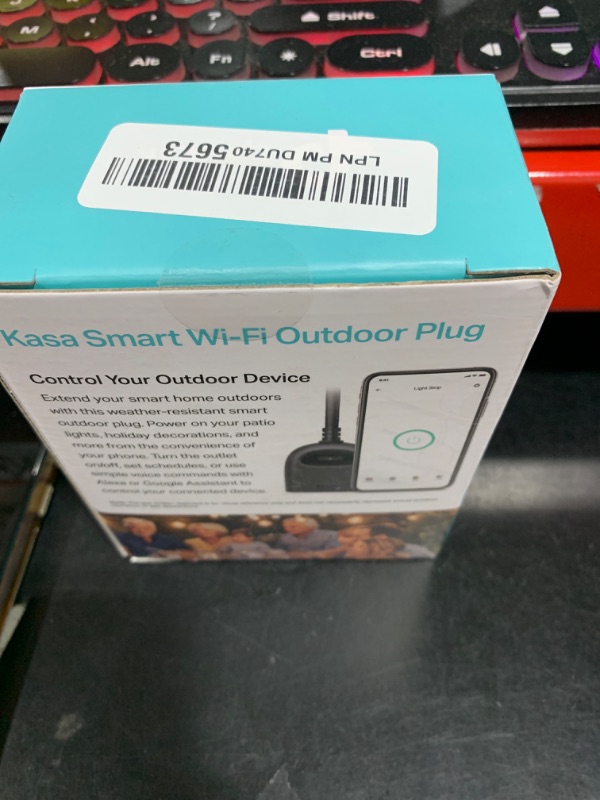 Shift
M
?
/
Alt
Fn
Ctrl
LPN PM DU740 5673
Kasa Smart Wi-Fi Outdoor Plug
Control Your Outdoor Device
Extend your smart home outdoors
with this weather-resistant smart
outdoor plug. Power on your patio
lights, holiday decorations, and
more from the convenience of
your phone. Turn the outlet
on/off, set schedules, or use
simple voice commands with
Alexa or Google Assistant to
control your connected device.
Light Strip